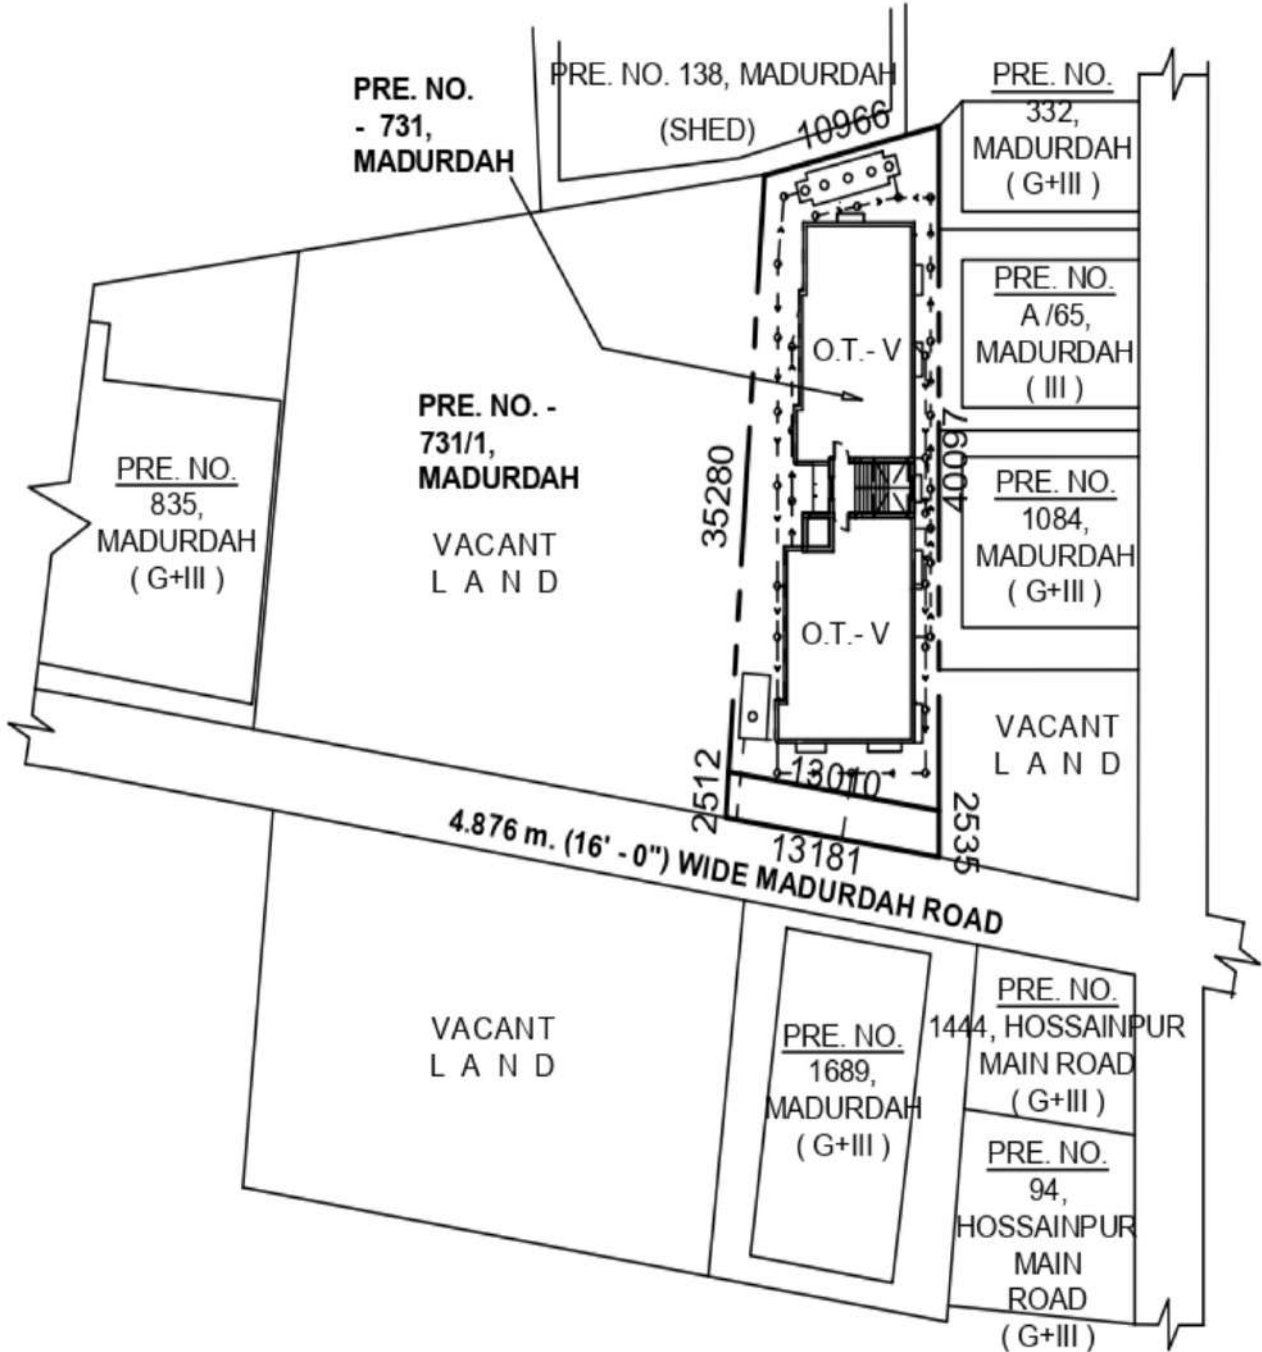 PRE. NO. 138, MADURDAH
(SHED)
10966
PRE. NO.
- 731,
MADURDAH
PRE. NO.
332,
MADURDAH
( G+III )
PRE. NO.
A /65,
MADURDAH
( III )
O.T.- V
PRE. NO. -
731/1,
MADURDAH
VACANT
L A N D
35280
40097
PRE. NO.
835,
MADURDAH
( G+III )
PRE. NO.
1084,
MADURDAH
( G+III )
O.T.- V
VACANT
L A N D
2512
13010
2535
13181
4.876 m. (16' - 0") WIDE MADURDAH ROAD
VACANT
L A N D
PRE. NO.
1689,
MADURDAH
( G+III )
PRE. NO.
1444, HOSSAINPUR
MAIN ROAD
( G+III )
PRE. NO.
94,
HOSSAINPUR
MAIN
ROAD
( G+III )